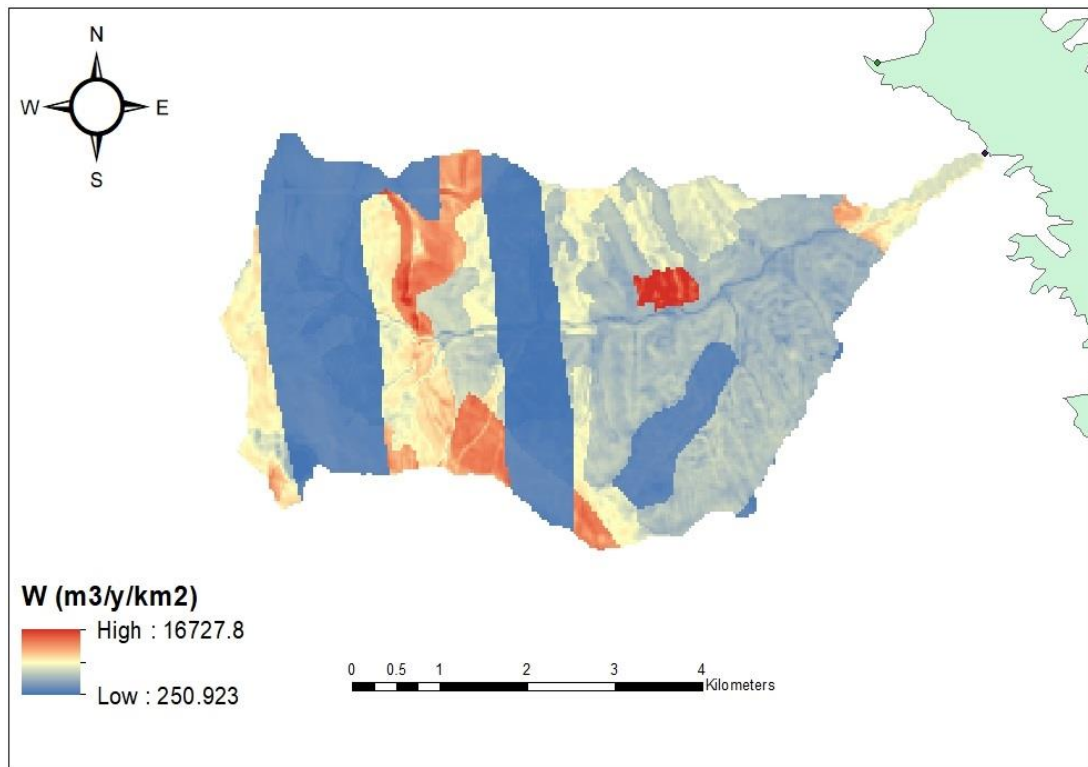 N
W E
S
W (m3/y/km2)
High : 16727.8
Low : 250.923
0 0.5 1 2 3 4
Kilometers